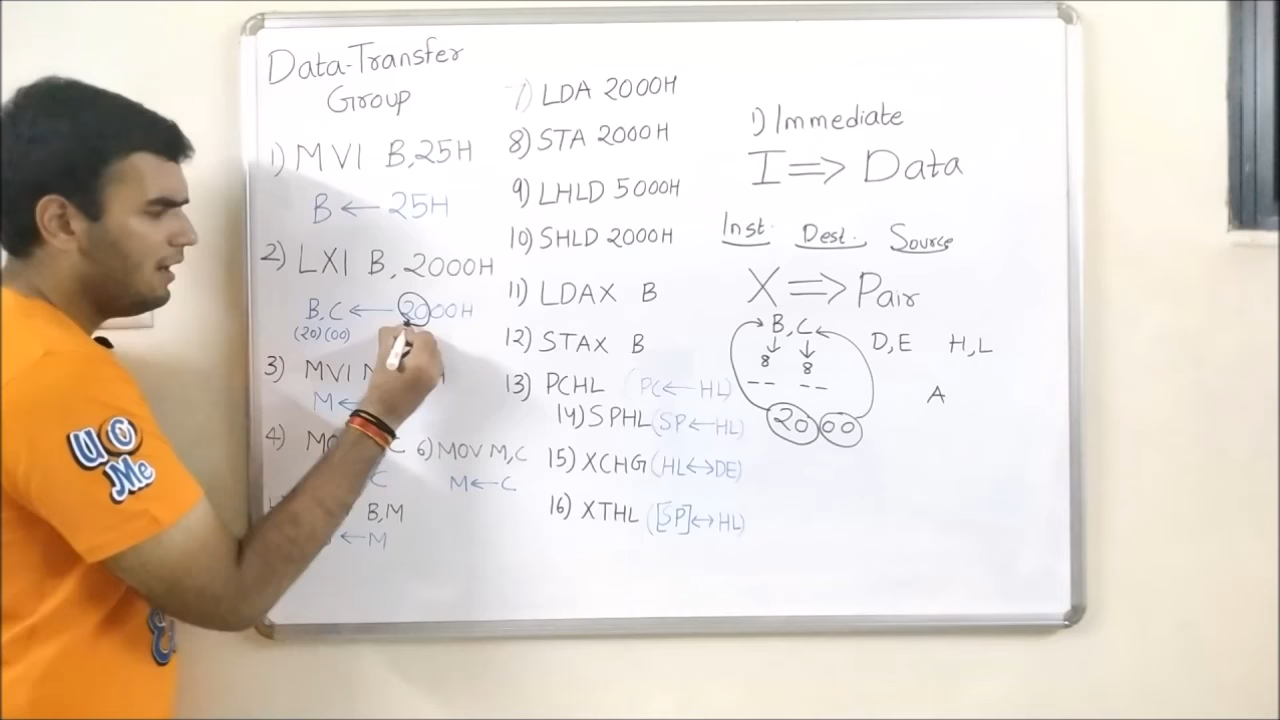 Data-Transfer
Group
1) MVI B,25H
B ← 25H
2) LXI B, 2000H
B,C ← 2000H
(20)(00)
3) MVI
M ←
4) C
C
6) MOV M,C
M ← C
B,M
← M
7) LDA 2000H
8) STA 2000H
9) LHLD 5000H
10) SHLD 2000H
11) LDAX B
12) STAX B
13) PCHL (PC ← HL)
14) SPHL (SP ← HL)
15) XCHG (HL ↔ DE)
16) XTHL ([SP] ↔ HL)
1) Immediate
I ⇒ Data
Inst. Dest. Source
X ⇒ Pair
B,C D,E H,L
8 8
-- --
A
20 00
U O
Me